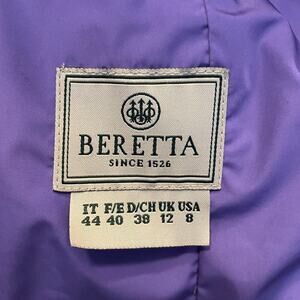 BERETTA
SINCE 1526
IT F/E D/CH UK USA
44 40 38 12 8